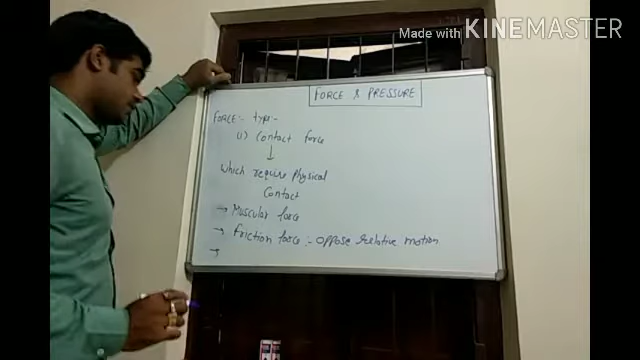 Made with KINEMASTER
FORCE & PRESSURE
FORCE:- Type:-
(1) Contact force
↓
which require physical
Contact
→ Muscular force
→ Friction force :- oppose relative motion
→